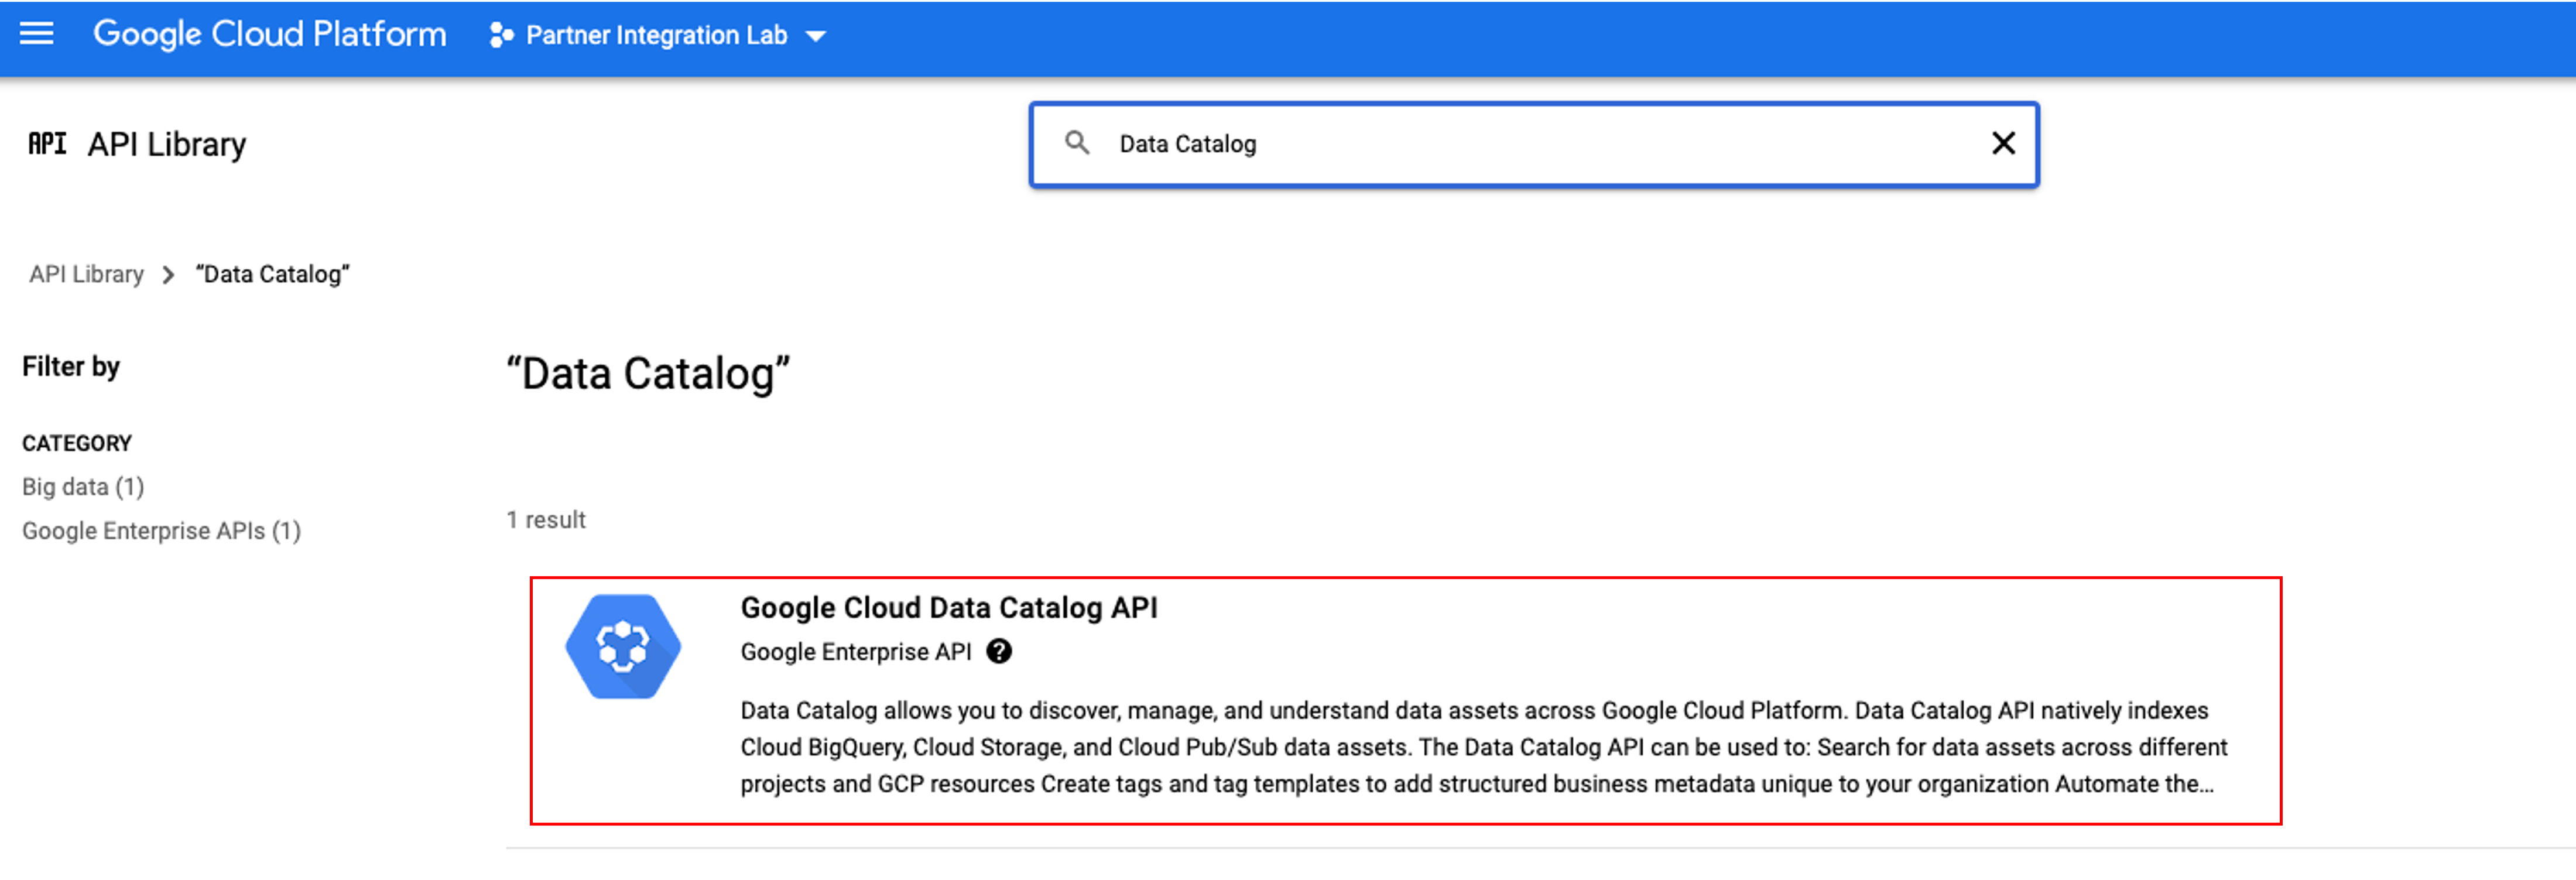 Google Cloud Platform
Partner Integration Lab
API API Library
Data Catalog
API Library > “Data Catalog”
Filter by
CATEGORY
Big data (1)
Google Enterprise APIs (1)
“Data Catalog”
1 result
Google Cloud Data Catalog API
Google Enterprise API ?
Data Catalog allows you to discover, manage, and understand data assets across Google Cloud Platform. Data Catalog API natively indexes
Cloud BigQuery, Cloud Storage, and Cloud Pub/Sub data assets. The Data Catalog API can be used to: Search for data assets across different
projects and GCP resources Create tags and tag templates to add structured business metadata unique to your organization Automate the…